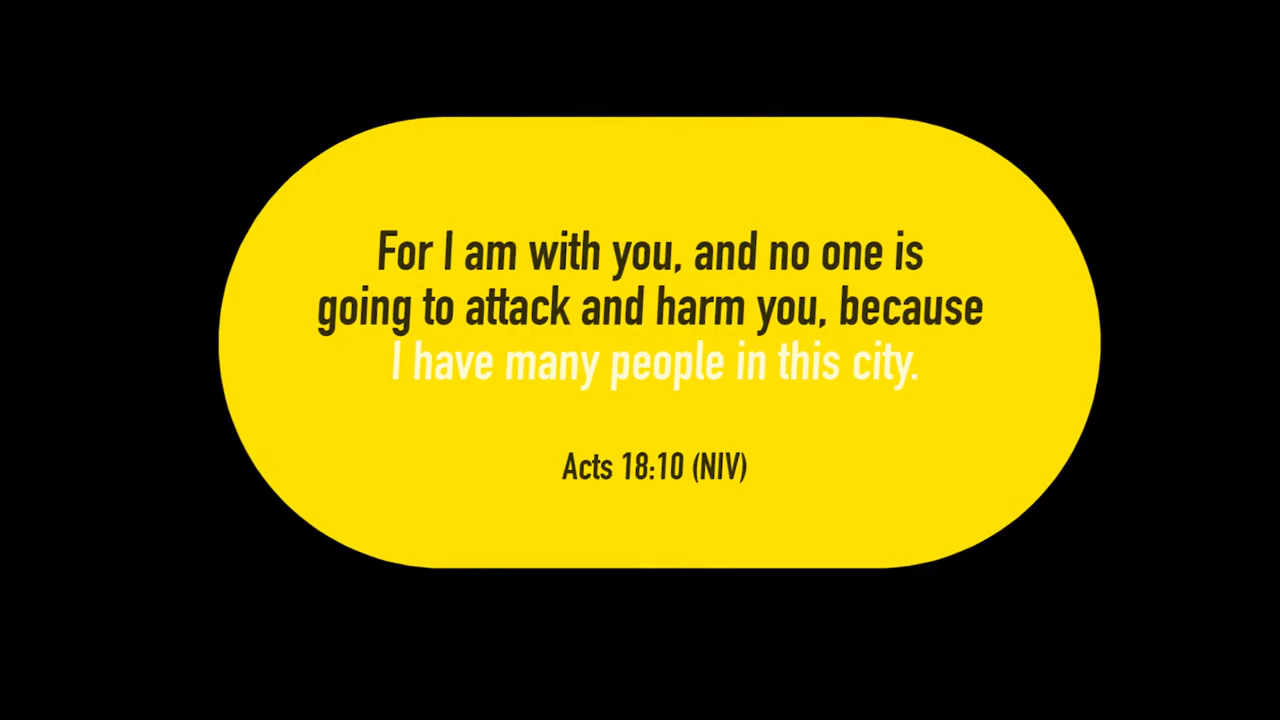 For I am with you, and no one is
going to attack and harm you, because
I have many people in this city.
Acts 18:10 (NIV)